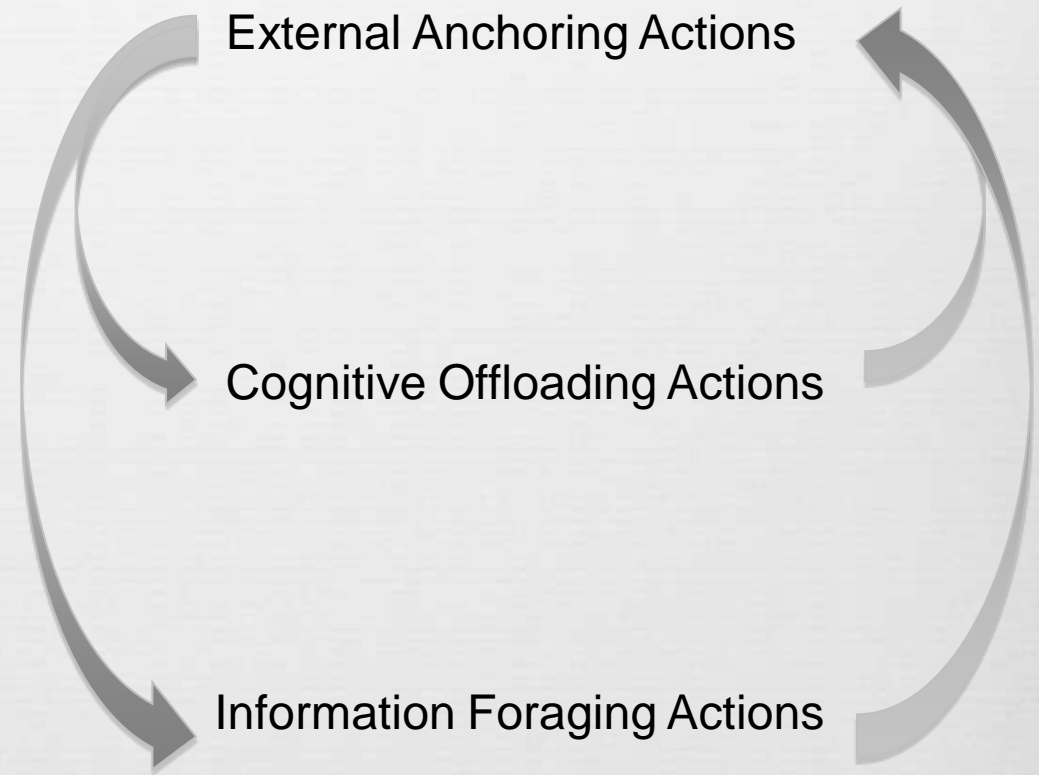 External Anchoring Actions
Cognitive Offloading Actions
Information Foraging Actions